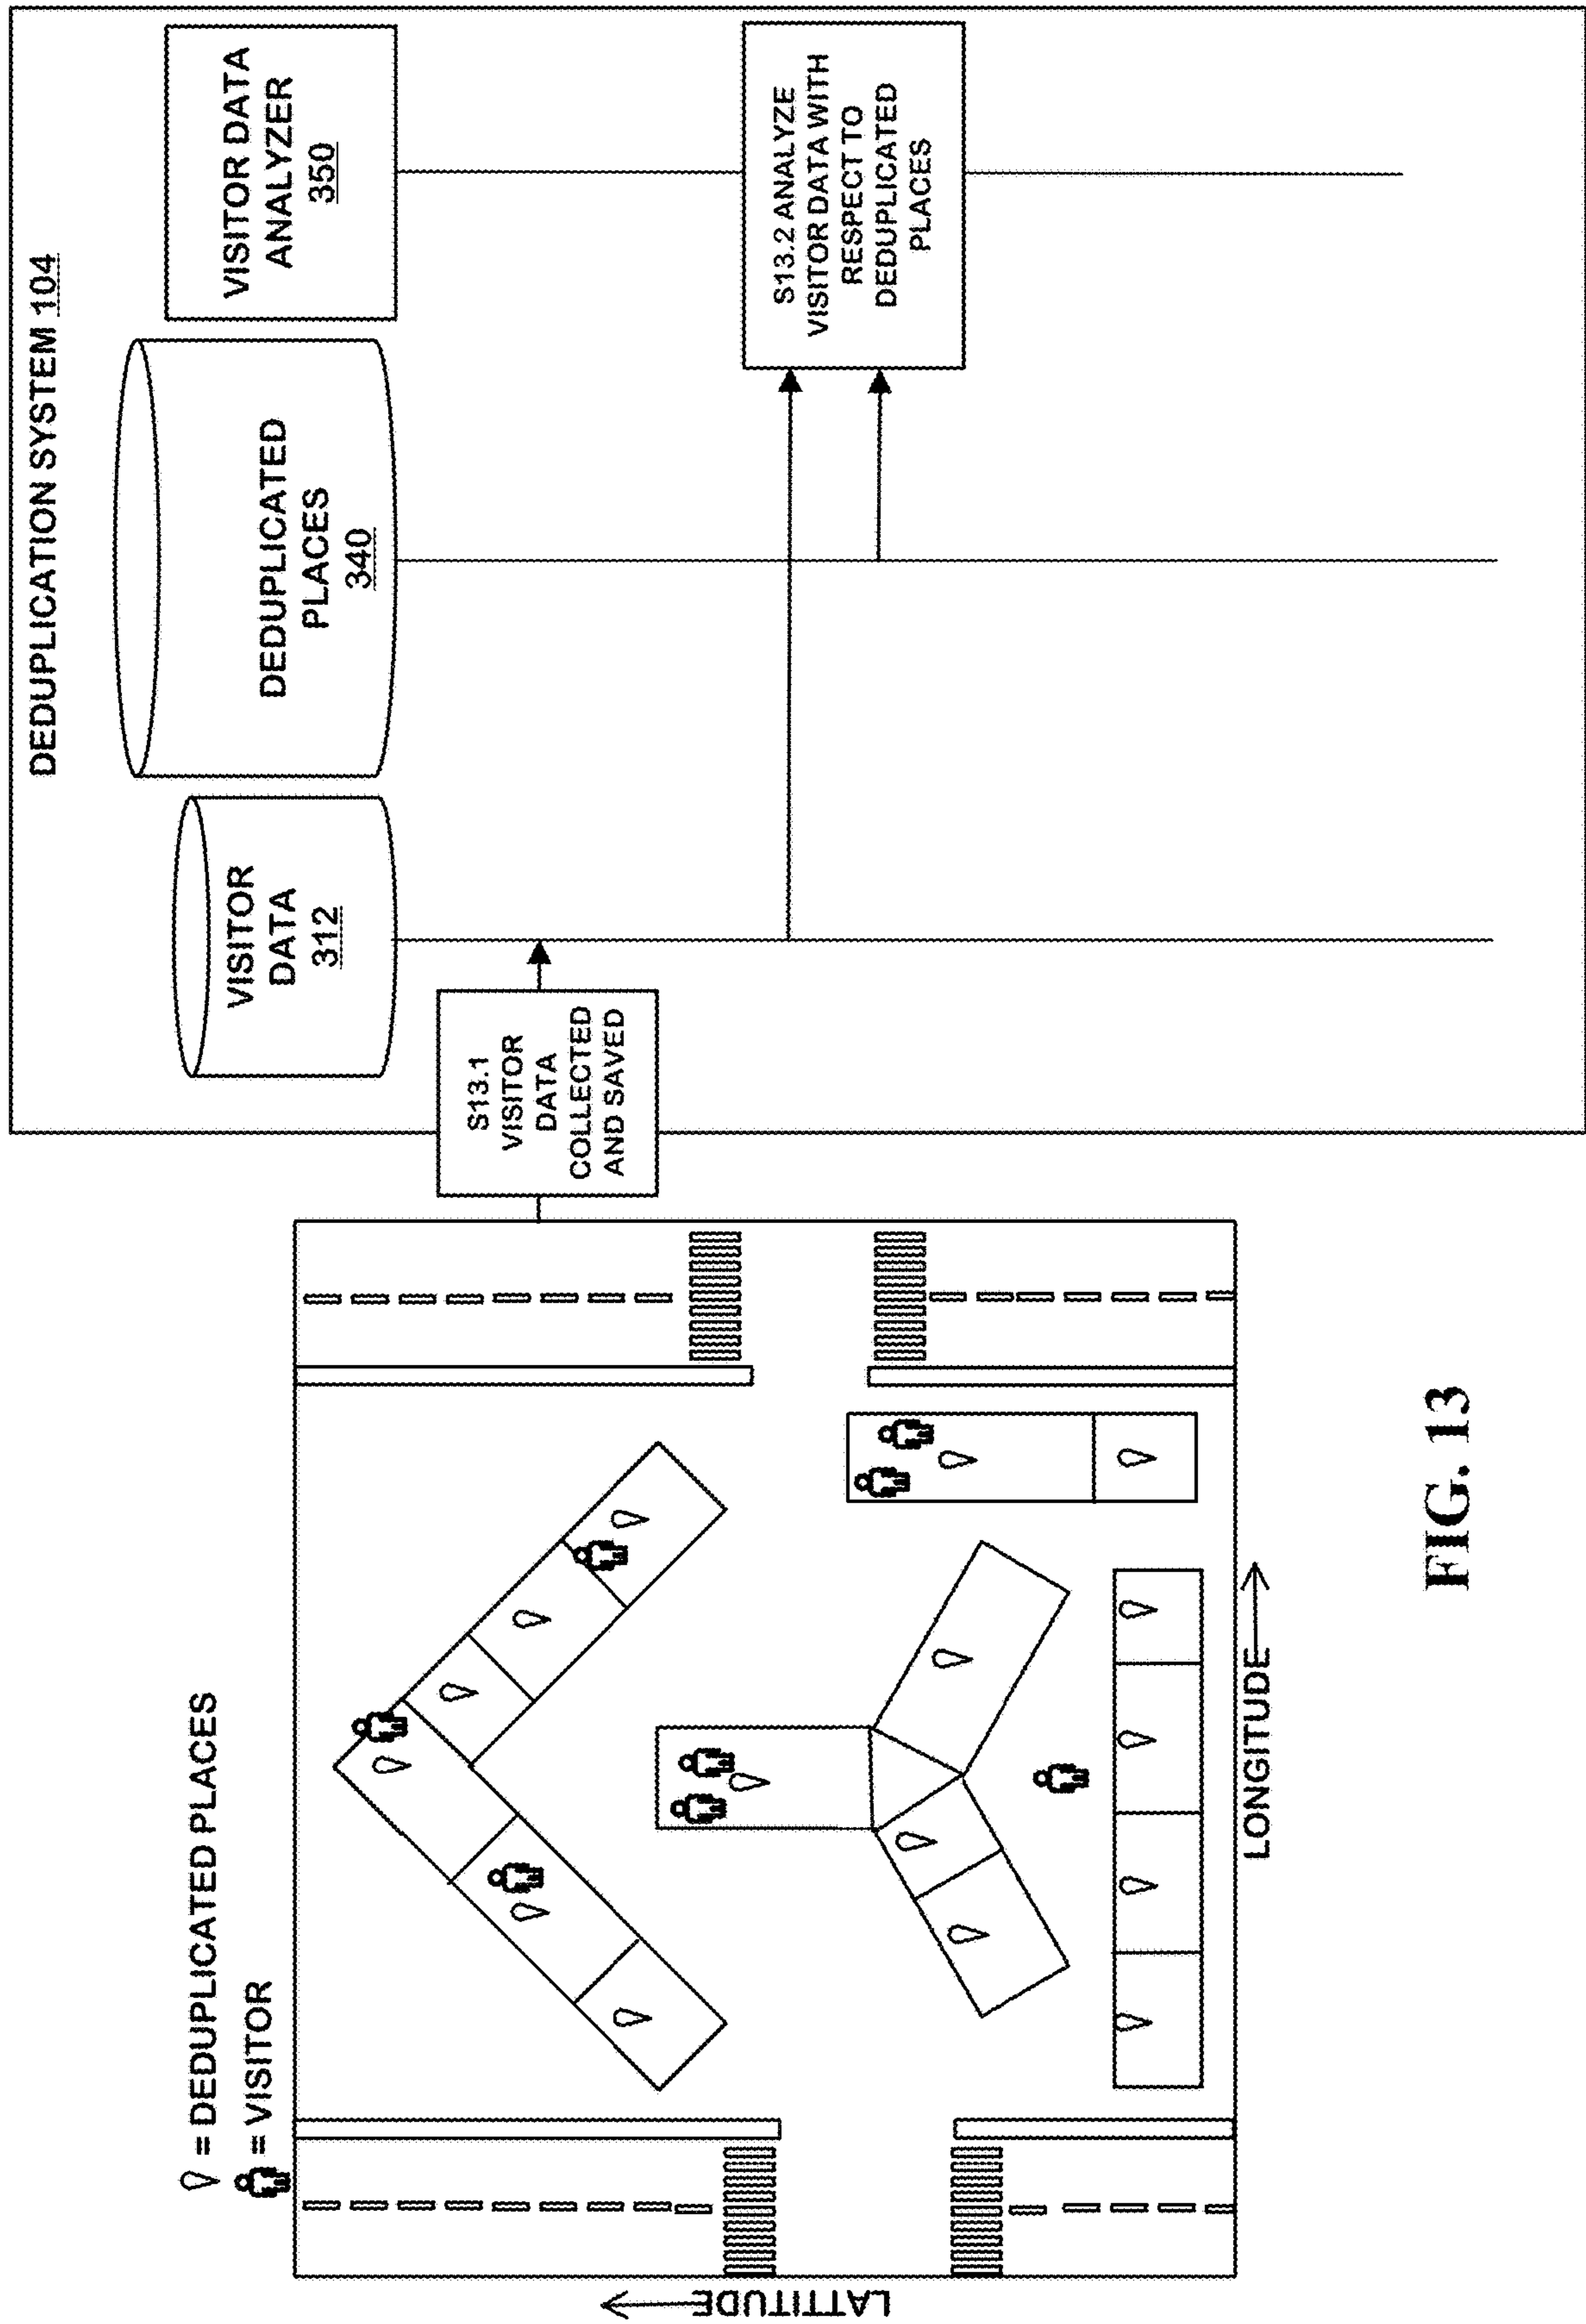 DEDUPLICATION SYSTEM 104
VISITOR
DATA
312
DEDUPLICATED
PLACES
340
VISITOR DATA
ANALYZER
350
S13.1
VISITOR
DATA
COLLECTED
AND SAVED
S13.2 ANALYZE
VISITOR DATA WITH
RESPECT TO
DEDUPLICATED
PLACES
= DEDUPLICATED PLACES
= VISITOR
LATTITUDE
LONGITUDE
FIG. 13